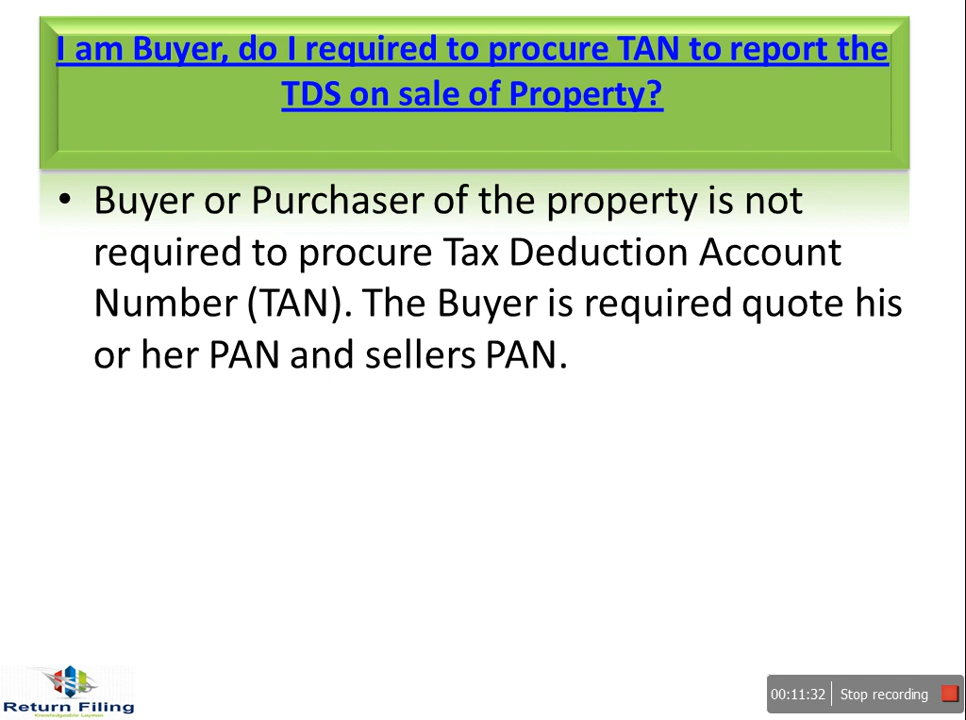 I am Buyer, do I required to procure TAN to report the
TDS on sale of Property?
• Buyer or Purchaser of the property is not
required to procure Tax Deduction Account
Number (TAN). The Buyer is required quote his
or her PAN and sellers PAN.
Return Filing
Knowledgeable Layman
00:11:32 Stop recording